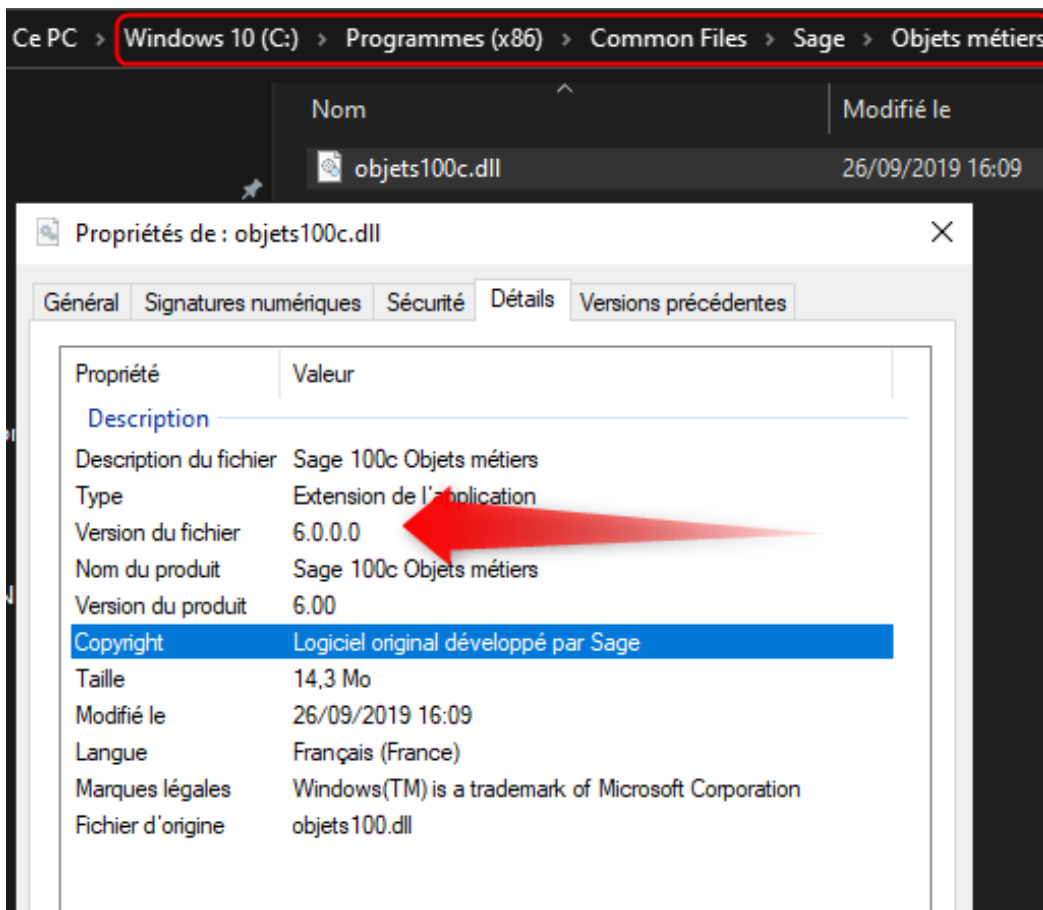 Ce PC > Windows 10 (C:) > Programmes (x86) > Common Files > Sage > Objets métiers
Nom Modifié le
objets100c.dll 26/09/2019 16:09
Propriétés de : objets100c.dll
Général Signatures numériques Sécurité Détails Versions précédentes
Propriété Valeur
Description
Description du fichier Sage 100c Objets métiers
Type Extension de l'application
Version du fichier 6.0.0.0
Nom du produit Sage 100c Objets métiers
Version du produit 6.00
Copyright Logiciel original développé par Sage
Taille 14,3 Mo
Modifié le 26/09/2019 16:09
Langue Français (France)
Marques légales Windows(TM) is a trademark of Microsoft Corporation
Fichier d'origine objets100.dll